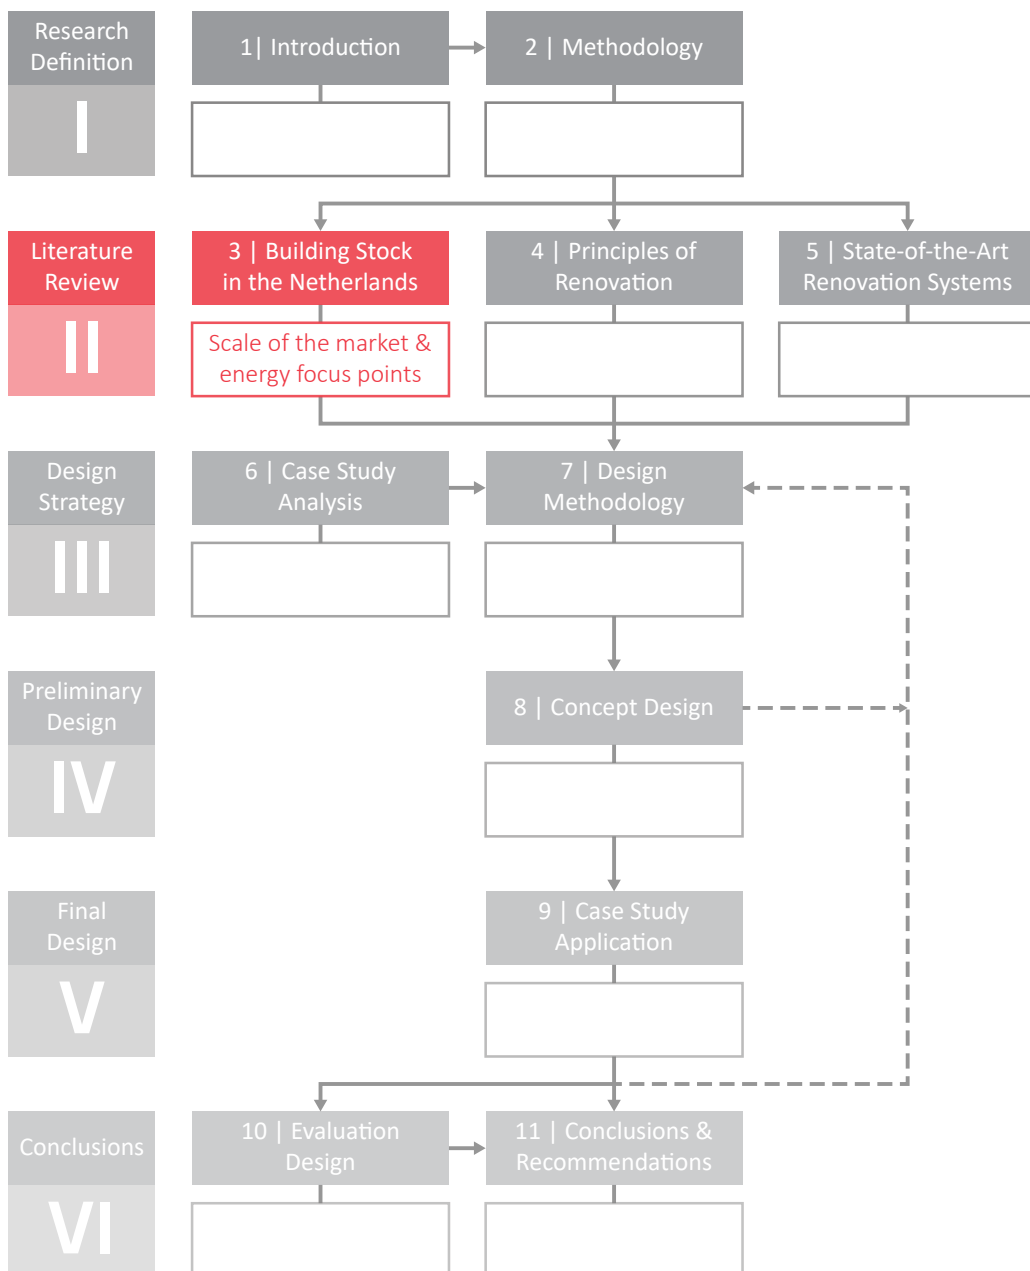 Research
Definition
I
1| Introduction
2 | Methodology
Literature
Review
II
3 | Building Stock
in the Netherlands
Scale of the market &
energy focus points
4 | Principles of
Renovation
5 | State-of-the-Art
Renovation Systems
Design
Strategy
III
6 | Case Study
Analysis
7 | Design
Methodology
Preliminary
Design
IV
8 | Concept Design
Final
Design
V
9 | Case Study
Application
Conclusions
VI
10 | Evaluation
Design
11 | Conclusions &
Recommendations